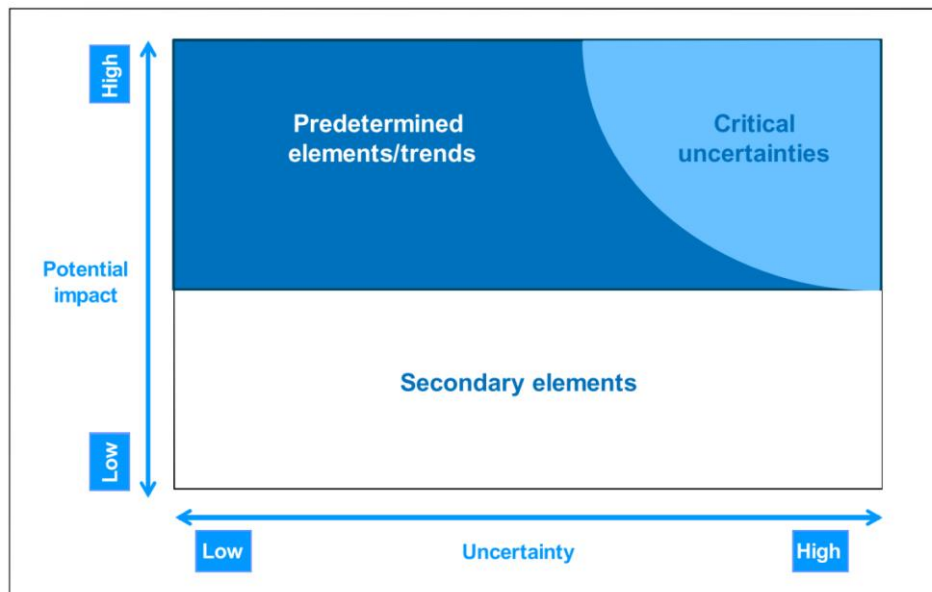 High
Predetermined
elements/trends
Critical
uncertainties
Potential
impact
Secondary elements
Low
Low
Uncertainty
High